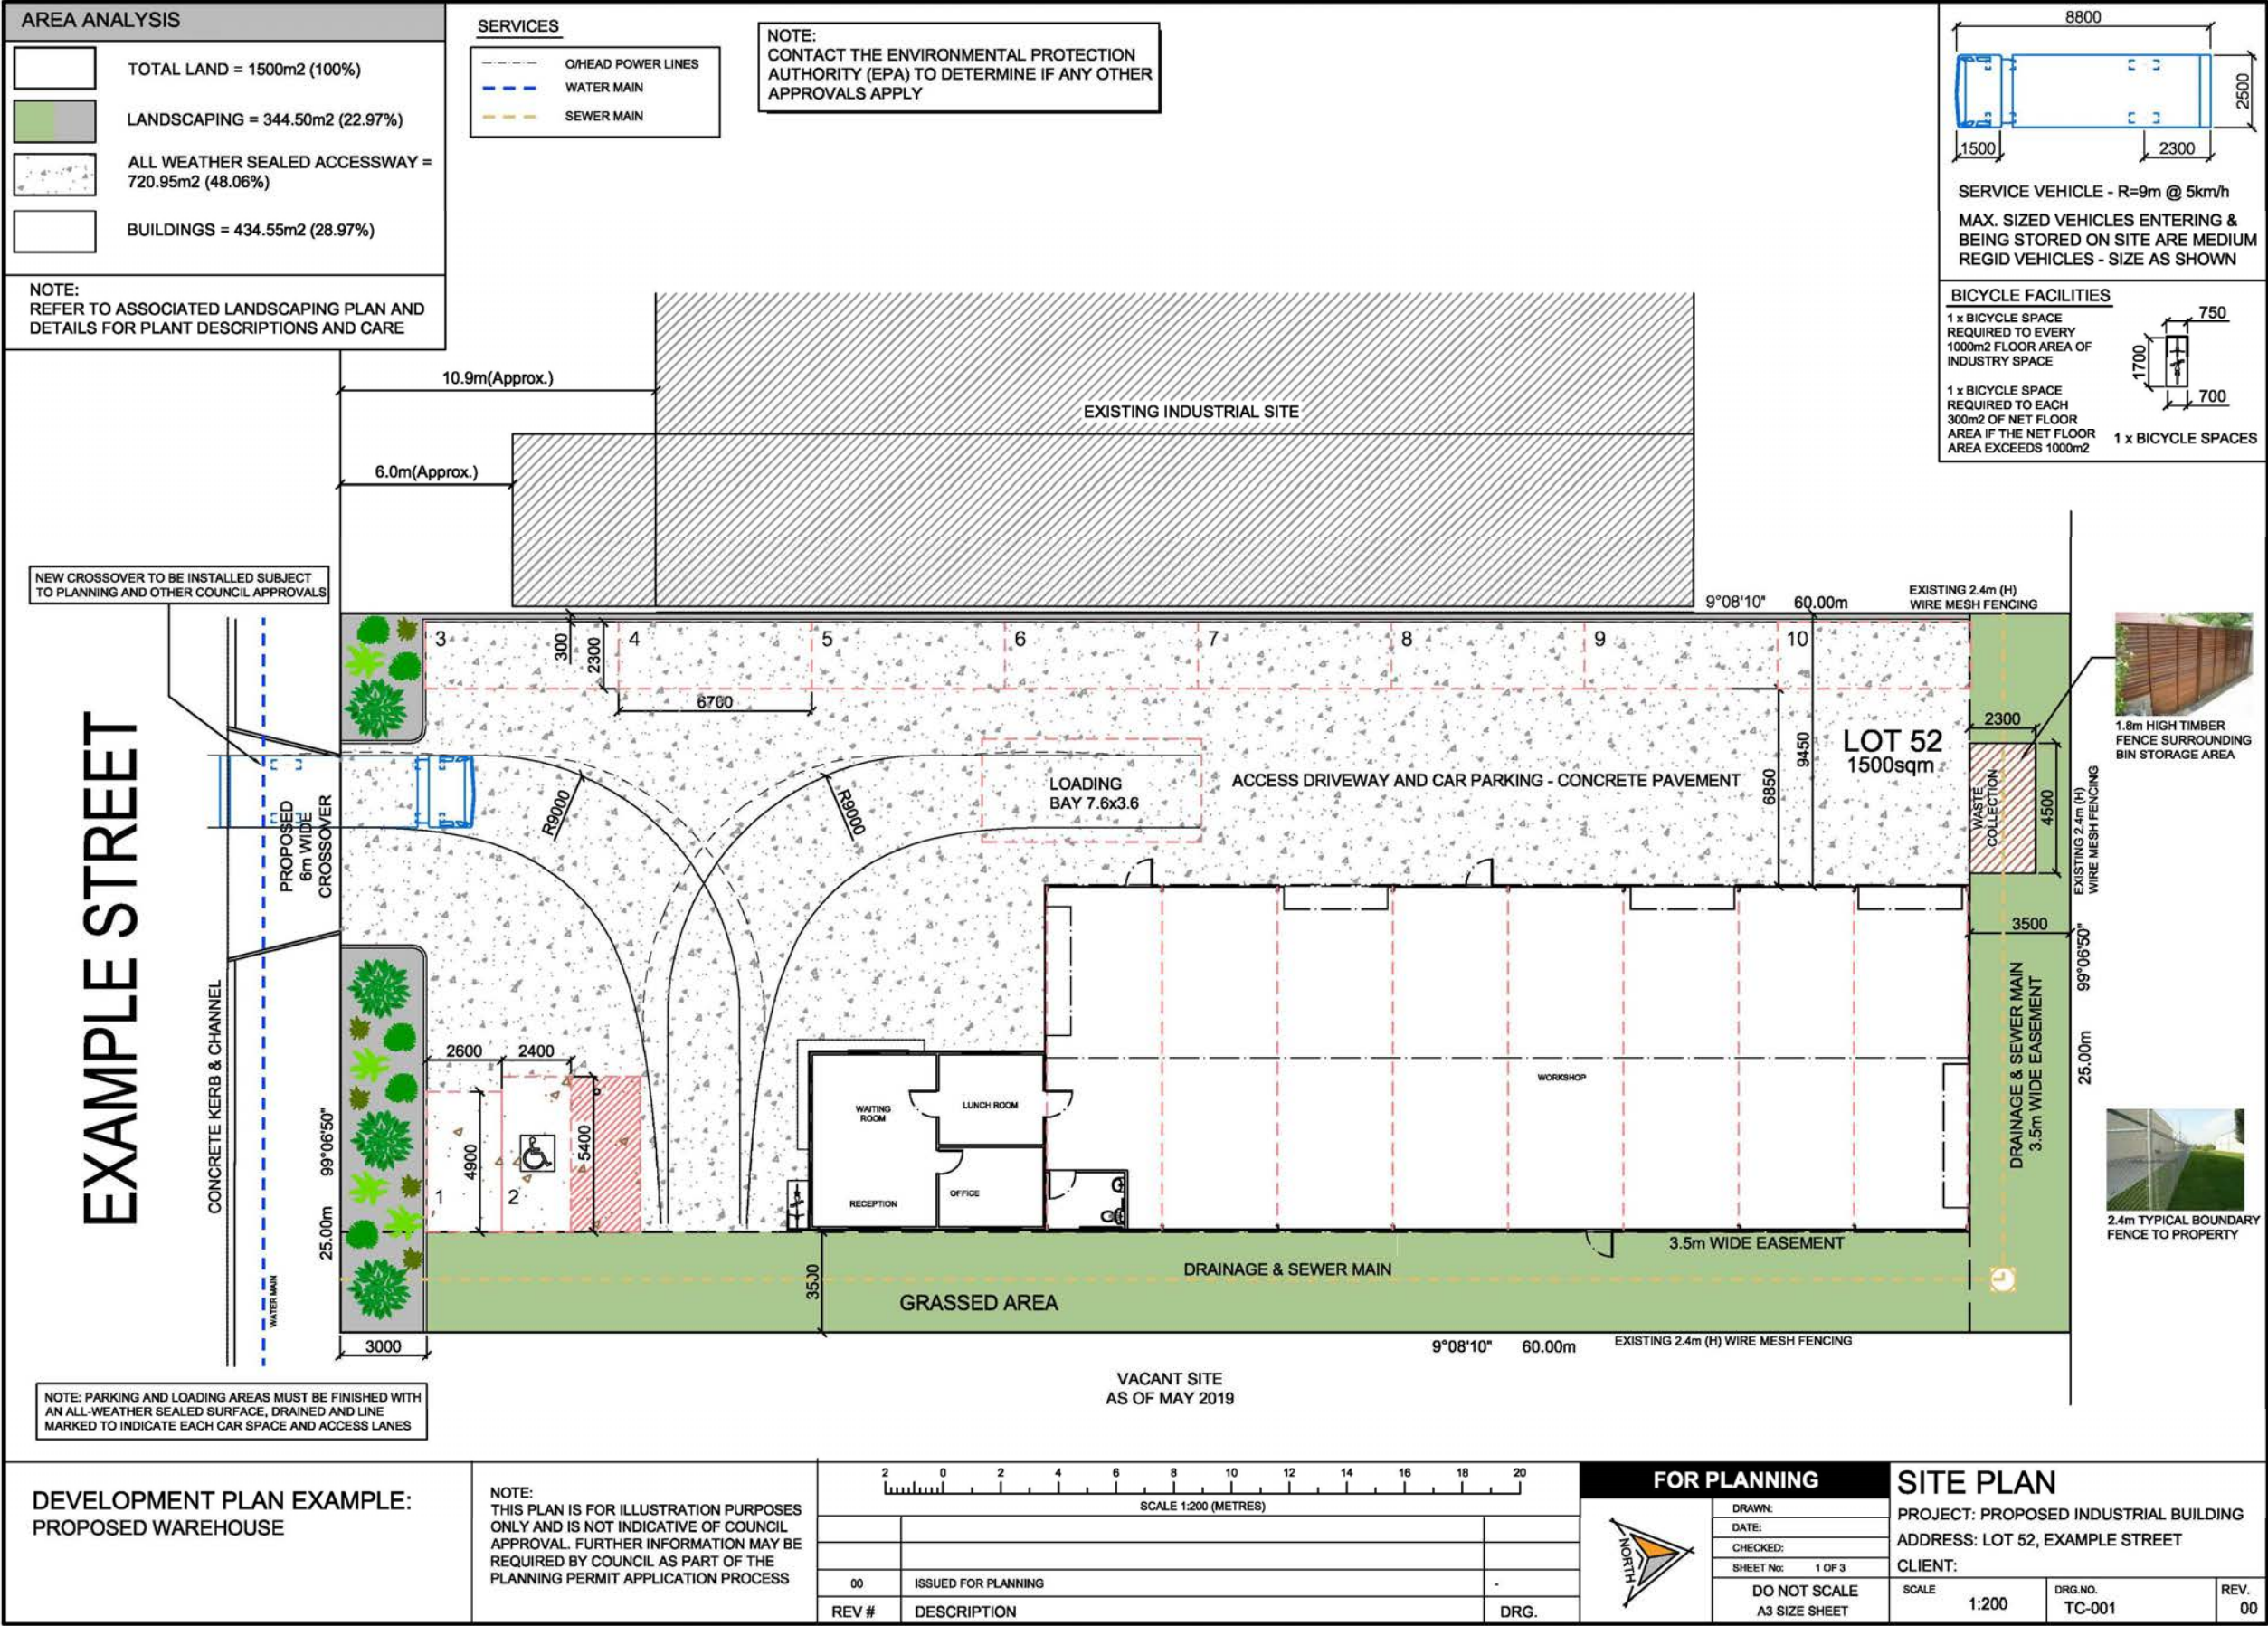 AREA ANALYSIS
TOTAL LAND = 1500m2 (100%)
LANDSCAPING = 344.50m2 (22.97%)
ALL WEATHER SEALED ACCESSWAY =
720.95m2 (48.06%)
BUILDINGS = 434.55m2 (28.97%)
NOTE:
REFER TO ASSOCIATED LANDSCAPING PLAN AND
DETAILS FOR PLANT DESCRIPTIONS AND CARE
SERVICES
O/HEAD POWER LINES
WATER MAIN
SEWER MAIN
NOTE:
CONTACT THE ENVIRONMENTAL PROTECTION
AUTHORITY (EPA) TO DETERMINE IF ANY OTHER
APPROVALS APPLY
8800
2500
1500
2300
SERVICE VEHICLE - R=9m @ 5km/h
MAX. SIZED VEHICLES ENTERING &
BEING STORED ON SITE ARE MEDIUM
REGID VEHICLES - SIZE AS SHOWN
BICYCLE FACILITIES
1 x BICYCLE SPACE
REQUIRED TO EVERY
1000m2 FLOOR AREA OF
INDUSTRY SPACE
1 x BICYCLE SPACE
REQUIRED TO EACH
300m2 OF NET FLOOR
AREA IF THE NET FLOOR
AREA EXCEEDS 1000m2
750
1700
700
1 x BICYCLE SPACES
10.9m(Approx.)
EXISTING INDUSTRIAL SITE
6.0m(Approx.)
NEW CROSSOVER TO BE INSTALLED SUBJECT
TO PLANNING AND OTHER COUNCIL APPROVALS
9°08'10" 60.00m
EXISTING 2.4m (H)
WIRE MESH FENCING
3
300
2300
4
5
6
7
8
9
10
6700
LOT 52
1500sqm
9450
6850
2300
1.8m HIGH TIMBER
FENCE SURROUNDING
BIN STORAGE AREA
EXAMPLE STREET
PROPOSED
6m WIDE
CROSSOVER
R9000
R9000
LOADING
BAY 7.6x3.6
ACCESS DRIVEWAY AND CAR PARKING - CONCRETE PAVEMENT
WASTE
COLLECTION
4500
EXISTING 2.4m (H)
WIRE MESH FENCING
3500
CONCRETE KERB & CHANNEL
99°06'50"
25.00m
WATER MAIN
2600
2400
4900
5400
1
2
WAITING
ROOM
LUNCH ROOM
RECEPTION
OFFICE
WORKSHOP
DRAINAGE & SEWER MAIN
3.5m WIDE EASEMENT
99°06'50"
25.00m
2.4m TYPICAL BOUNDARY
FENCE TO PROPERTY
3.5m WIDE EASEMENT
DRAINAGE & SEWER MAIN
3500
GRASSED AREA
3000
9°08'10" 60.00m
EXISTING 2.4m (H) WIRE MESH FENCING
VACANT SITE
AS OF MAY 2019
NOTE: PARKING AND LOADING AREAS MUST BE FINISHED WITH
AN ALL-WEATHER SEALED SURFACE, DRAINED AND LINE
MARKED TO INDICATE EACH CAR SPACE AND ACCESS LANES
DEVELOPMENT PLAN EXAMPLE:
PROPOSED WAREHOUSE
NOTE:
THIS PLAN IS FOR ILLUSTRATION PURPOSES
ONLY AND IS NOT INDICATIVE OF COUNCIL
APPROVAL. FURTHER INFORMATION MAY BE
REQUIRED BY COUNCIL AS PART OF THE
PLANNING PERMIT APPLICATION PROCESS
2 0 2 4 6 8 10 12 14 16 18 20
SCALE 1:200 (METRES)
00 ISSUED FOR PLANNING -
REV # DESCRIPTION DRG.
FOR PLANNING
NORTH
DRAWN:
DATE:
CHECKED:
SHEET No: 1 OF 3
DO NOT SCALE
A3 SIZE SHEET
SITE PLAN
PROJECT: PROPOSED INDUSTRIAL BUILDING
ADDRESS: LOT 52, EXAMPLE STREET
CLIENT:
SCALE
1:200
DRG.NO.
TC-001
REV.
00